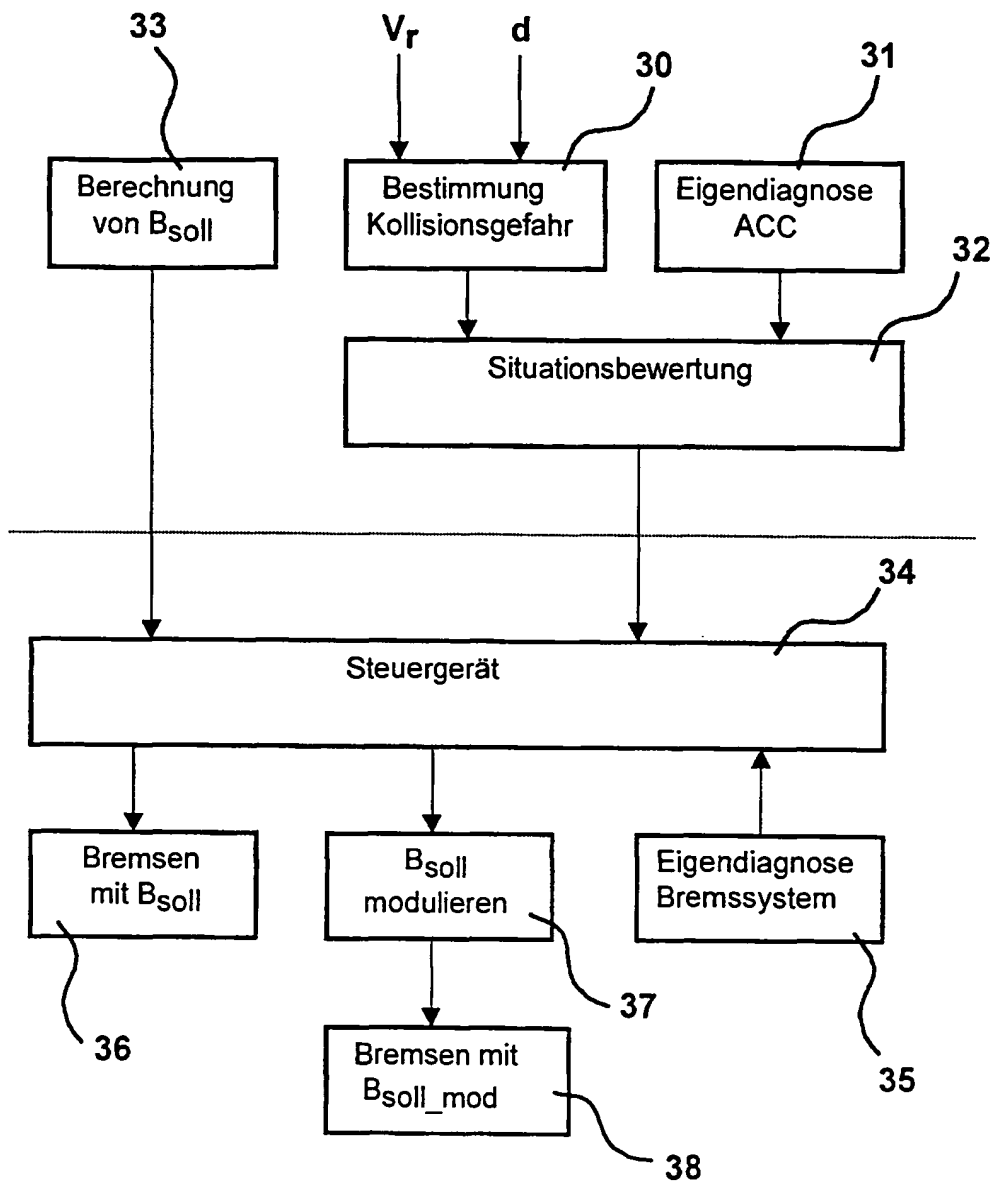 33
Vr
d
30
31
Berechnung
von Bsoll
Bestimmung
Kollisionsgefahr
Eigendiagnose
ACC
32
Situationsbewertung
34
Steuergerät
Bremsen
mit Bsoll
Bsoll
modulieren
Eigendiagnose
Bremssystem
36
37
35
Bremsen mit
Bsoll_mod
38